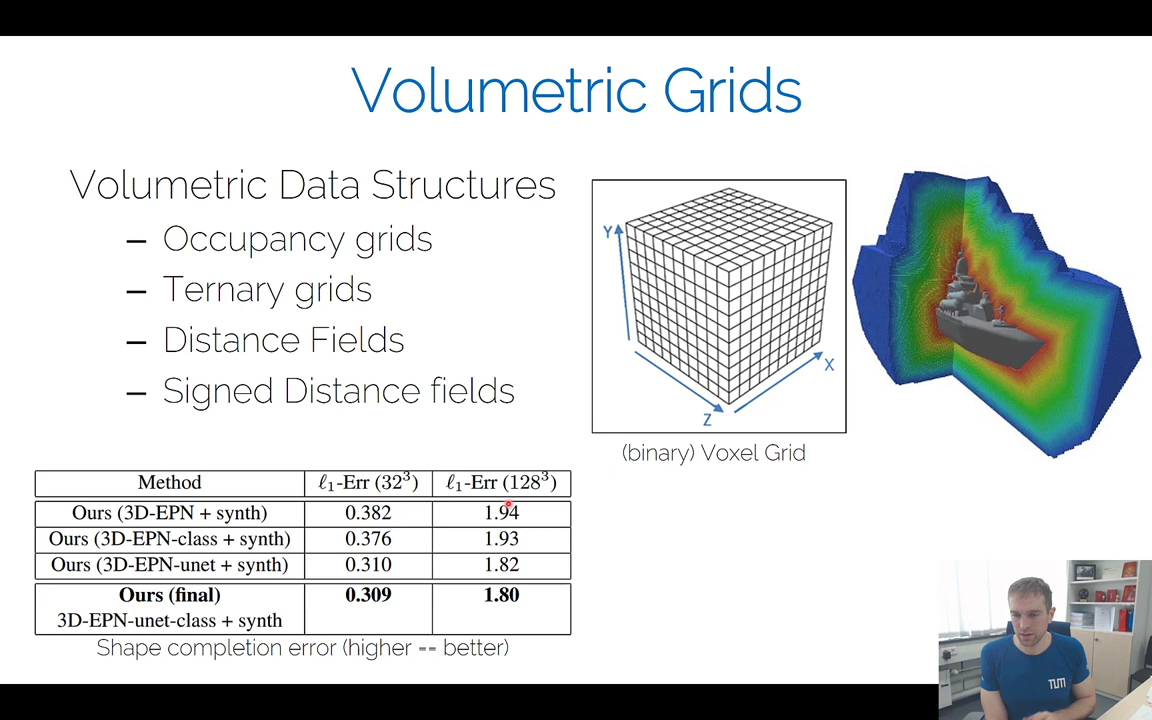 Volumetric Grids
Volumetric Data Structures
– Occupancy grids
– Ternary grids
– Distance Fields
– Signed Distance fields
Y
X
Z
(binary) Voxel Grid
Method ℓ₁-Err (32³) ℓ₁-Err (128³)
Ours (3D-EPN + synth) 0.382 1.94
Ours (3D-EPN-class + synth) 0.376 1.93
Ours (3D-EPN-unet + synth) 0.310 1.82
Ours (final) 0.309 1.80
3D-EPN-unet-class + synth
Shape completion error (higher == better)
TUM